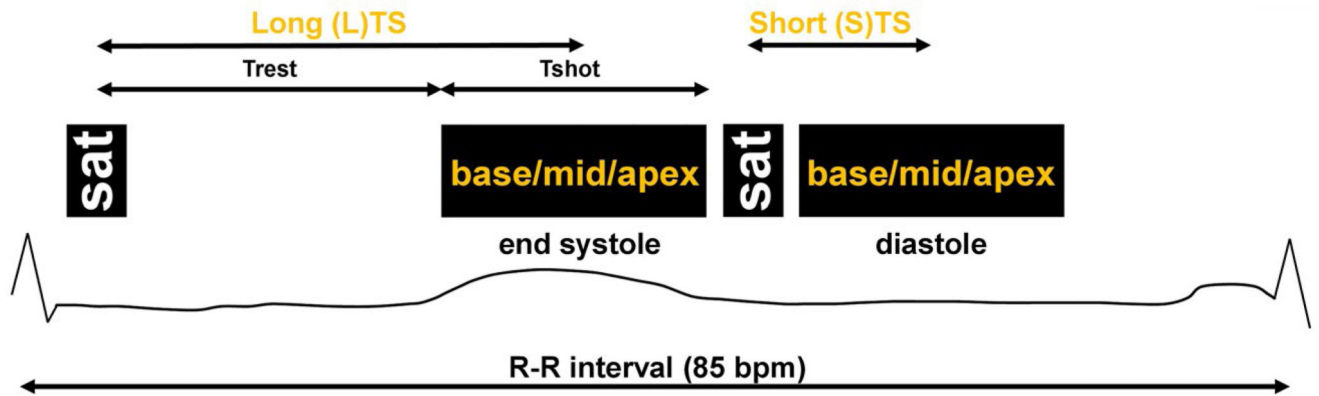 Long (L)TS
Short (S)TS
Trest
Tshot
sat
base/mid/apex
sat
base/mid/apex
end systole
diastole
R-R interval (85 bpm)